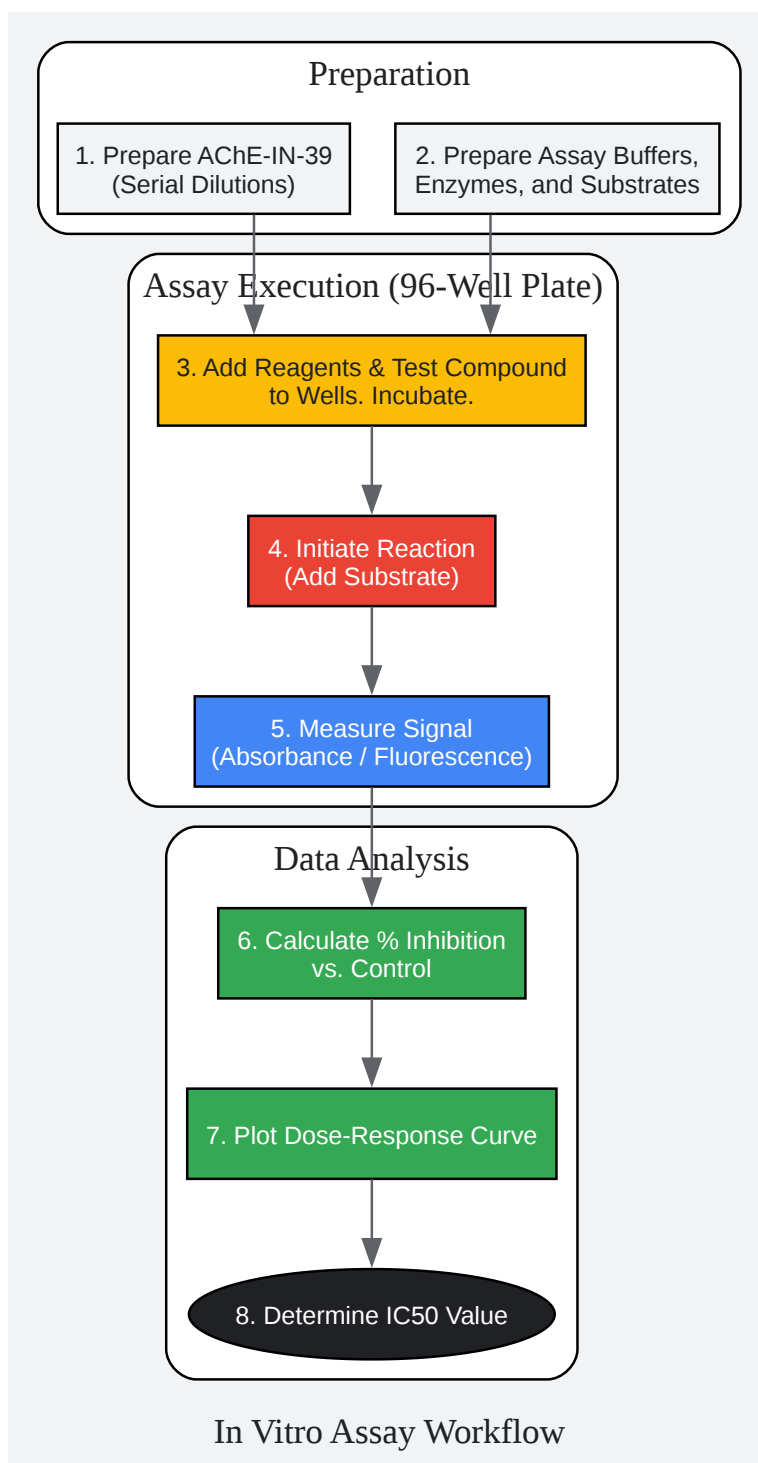 Preparation
1. Prepare AChE-IN-39
(Serial Dilutions)
2. Prepare Assay Buffers,
Enzymes, and Substrates
Assay Execution (96-Well Plate)
3. Add Reagents & Test Compound
to Wells. Incubate.
4. Initiate Reaction
(Add Substrate)
5. Measure Signal
(Absorbance / Fluorescence)
Data Analysis
6. Calculate % Inhibition
vs. Control
7. Plot Dose-Response Curve
8. Determine IC50 Value
In Vitro Assay Workflow